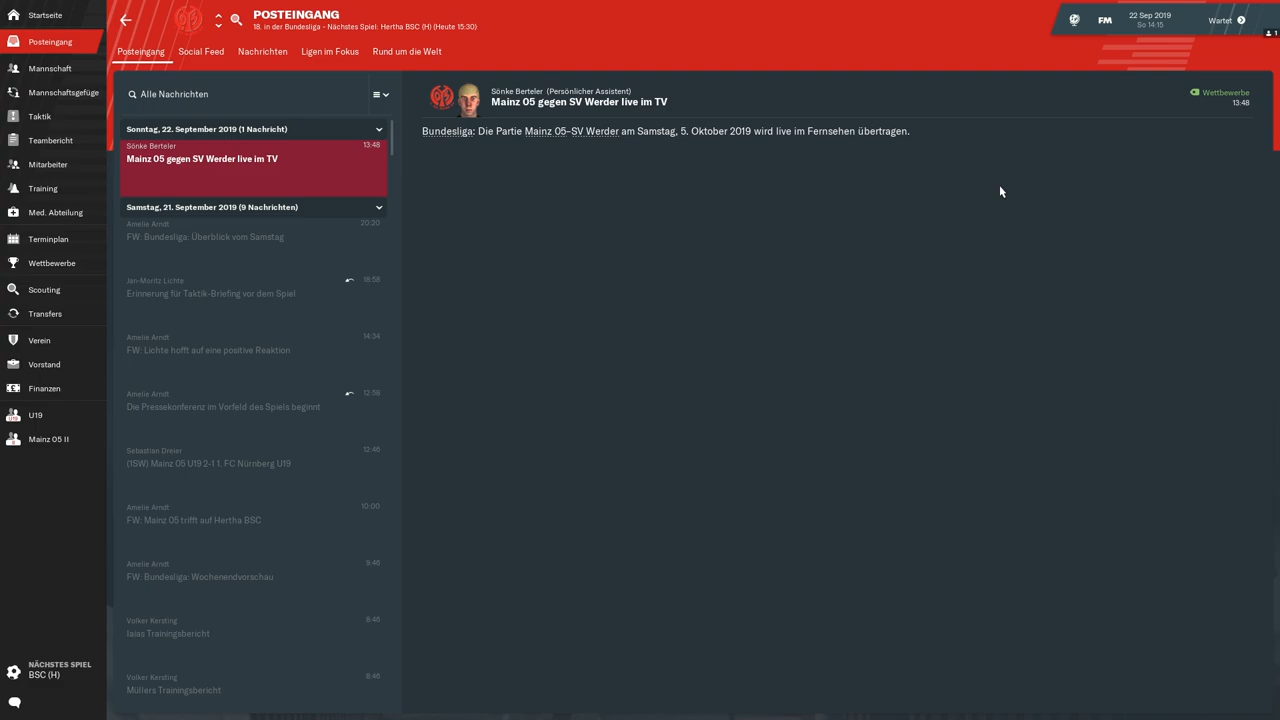 Startseite
Posteingang
Mannschaft
Mannschaftsgefüge
Taktik
Teambericht
Mitarbeiter
Training
Med. Abteilung
Terminplan
Wettbewerbe
Scouting
Transfers
Verein
Vorstand
Finanzen
U19
Mainz 05 II
NÄCHSTES SPIEL
BSC (H)
POSTEINGANG
18. in der Bundesliga - Nächstes Spiel: Hertha BSC (H) (Heute 15:30)
FM
22 Sep 2019
So 14:15
Wartet
1
Posteingang Social Feed Nachrichten Ligen im Fokus Rund um die Welt
Alle Nachrichten
Sonntag, 22. September 2019 (1 Nachricht)
Sönke Berteler 13:48
Mainz 05 gegen SV Werder live im TV
Samstag, 21. September 2019 (9 Nachrichten)
Amelie Arndt 20:20
FW: Bundesliga: Überblick vom Samstag
Jan-Moritz Lichte 18:58
Erinnerung für Taktik-Briefing vor dem Spiel
Amelie Arndt 14:34
FW: Lichte hofft auf eine positive Reaktion
Amelie Arndt 12:58
Die Pressekonferenz im Vorfeld des Spiels beginnt
Sebastian Dreier 12:46
(1SW) Mainz 05 U19 2-1 1. FC Nürnberg U19
Amelie Arndt 10:00
FW: Mainz 05 trifft auf Hertha BSC
Amelie Arndt 9:46
FW: Bundesliga: Wochenendvorschau
Volker Kersting 8:46
Iaias Trainingsbericht
Volker Kersting 8:46
Müllers Trainingsbericht
Sönke Berteler (Persönlicher Assistent)
Mainz 05 gegen SV Werder live im TV
Wettbewerbe
13:48
Bundesliga: Die Partie Mainz 05–SV Werder am Samstag, 5. Oktober 2019 wird live im Fernsehen übertragen.